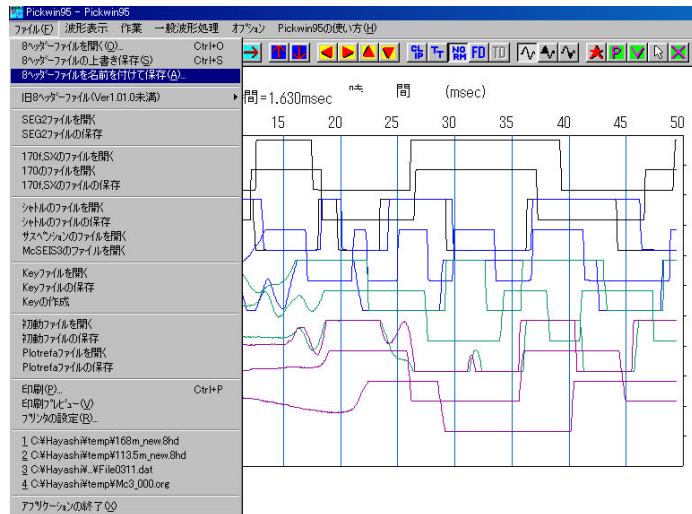 Pickwin95 - Pickwin95
ファイル(F) 波形表示 作業 一般波形処理 オプション Pickwin95の使い方(H)
8ヘッダーファイルを開く(O)... Ctrl+O
8ヘッダーファイルの上書き保存(S) Ctrl+S
8ヘッダーファイルを名前を付けて保存(A)...
旧8ヘッダーファイル(Ver1.01.0未満)
SEG2ファイルを開く
SEG2ファイルの保存
170f,SXのファイルを開く
170のファイルを開く
170f,SXのファイルの保存
シャトルのファイルを開く
シャトルのファイルの保存
サスペンションのファイルを開く
McSEIS3のファイルを開く
Keyファイルを開く
Keyファイルの保存
Keyの作成
初動ファイルを開く
初動ファイルの保存
Plotrefaファイルを開く
Plotrefaファイルの保存
印刷(P)... Ctrl+P
印刷プレビュー(V)
プリンタの設定(R)...
1 C:¥Hayashi¥temp¥168m_new.8hd
2 C:¥Hayashi¥temp¥113.5m_new.8hd
3 C:¥Hayashi¥..¥File0311.dat
4 C:¥Hayashi¥temp¥Mc3_000.org
アプリケーションの終了(X)
CLIP TT NORM FD TD P
間=1.630msec 時 間 (msec)
15 20 25 30 35 40 45 50